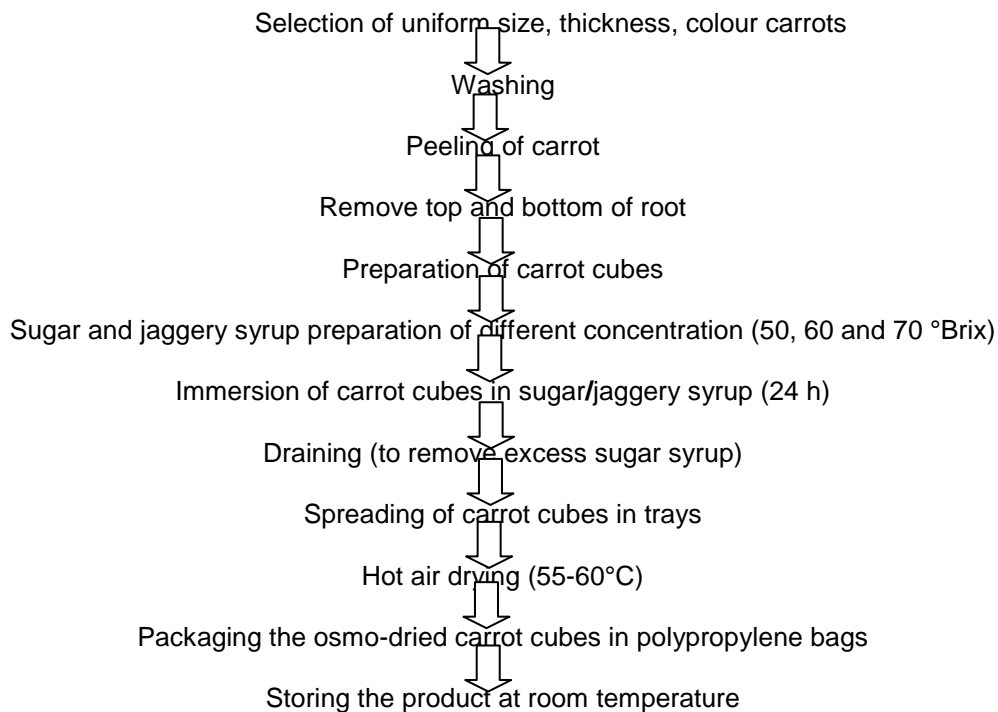 Selection of uniform size, thickness, colour carrots
Washing
Peeling of carrot
Remove top and bottom of root
Preparation of carrot cubes
Sugar and jaggery syrup preparation of different concentration (50, 60 and 70 °Brix)
Immersion of carrot cubes in sugar/jaggery syrup (24 h)
Draining (to remove excess sugar syrup)
Spreading of carrot cubes in trays
Hot air drying (55-60°C)
Packaging the osmo-dried carrot cubes in polypropylene bags
Storing the product at room temperature